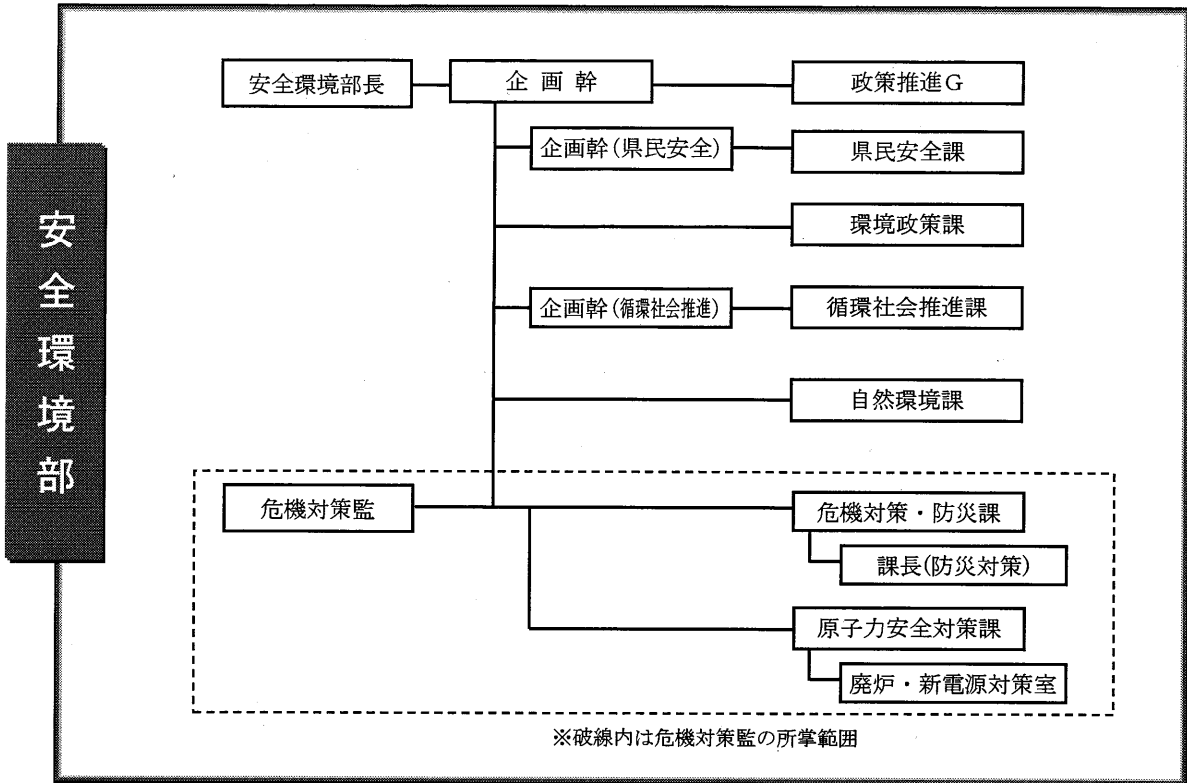 安全環境部
安全環境部長
企画幹
政策推進G
企画幹(県民安全)
県民安全課
環境政策課
企画幹(循環社会推進)
循環社会推進課
自然環境課
危機対策監
危機対策・防災課
課長(防災対策)
原子力安全対策課
廃炉・新電源対策室
※破線内は危機対策監の所掌範囲